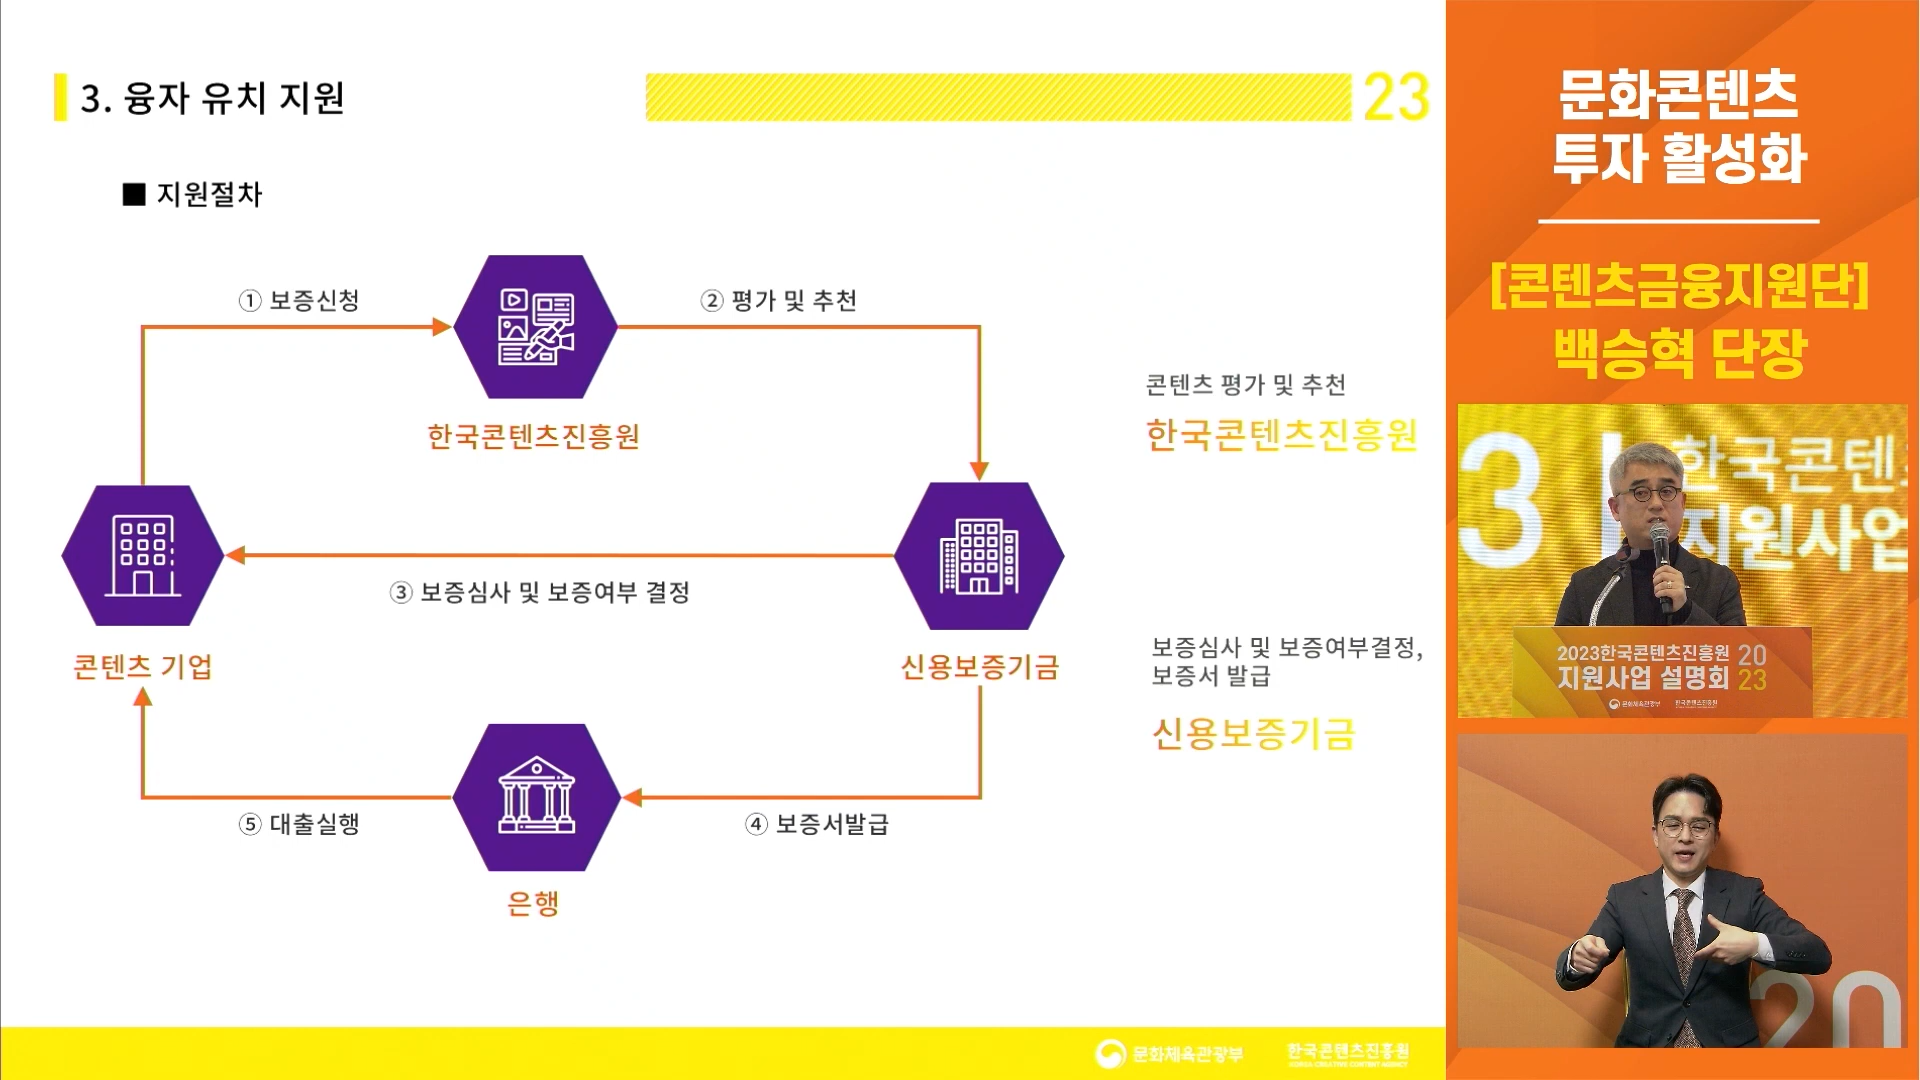 3. 융자 유치 지원
23
■ 지원절차
① 보증신청
② 평가 및 추천
한국콘텐츠진흥원
콘텐츠 평가 및 추천
한국콘텐츠진흥원
③ 보증심사 및 보증여부 결정
콘텐츠 기업
신용보증기금
보증심사 및 보증여부결정,
보증서 발급
신용보증기금
⑤ 대출실행
④ 보증서발급
은행
문화체육관광부
한국콘텐츠진흥원
KOREA CREATIVE CONTENT AGENCY
문화콘텐츠
투자 활성화
[콘텐츠금융지원단]
백승혁 단장
3
한국콘텐
지원사업
2023한국콘텐츠진흥원
지원사업 설명회
20
23
문화체육관광부
한국콘텐츠진흥원
20